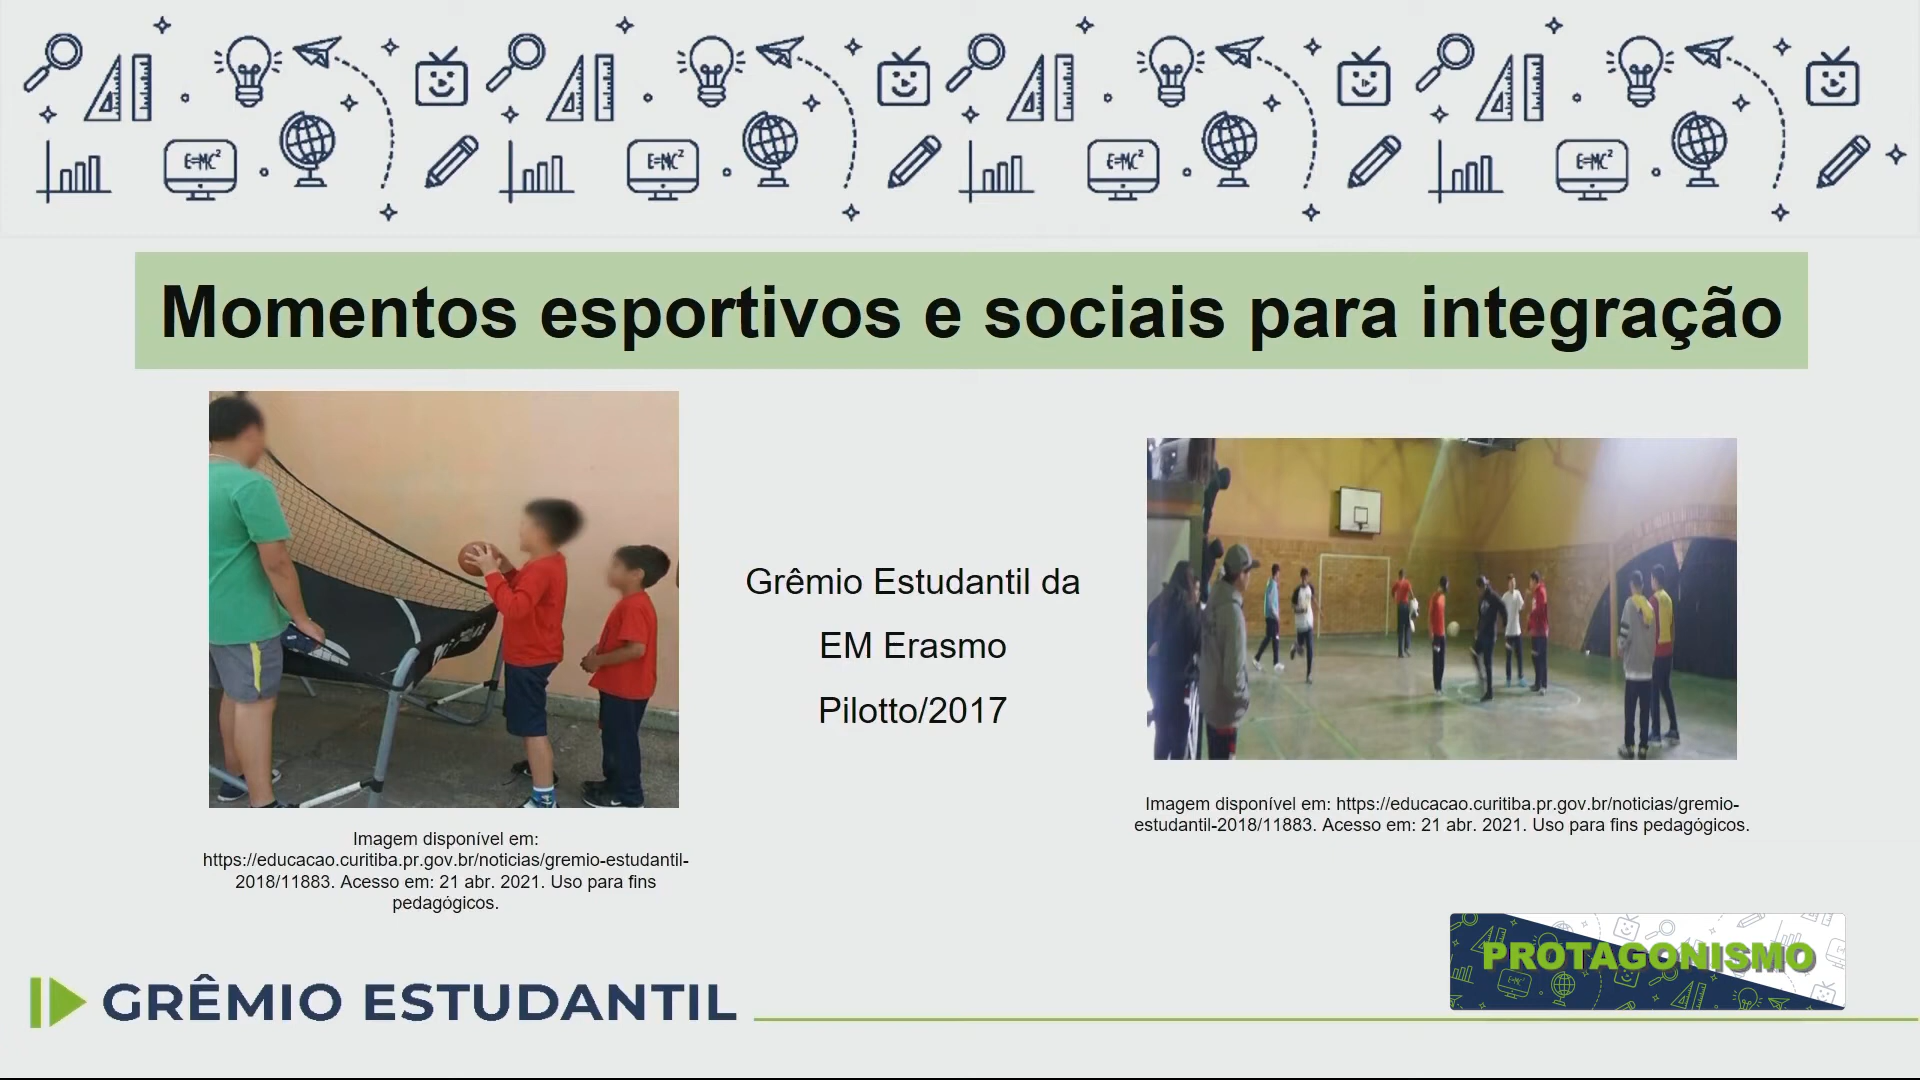 E=MC²
E=MC²
E=MC²
E=MC²
Momentos esportivos e sociais para integração
Grêmio Estudantil da
EM Erasmo
Pilotto/2017
Imagem disponível em:
https://educacao.curitiba.pr.gov.br/noticias/gremio-estudantil-
2018/11883. Acesso em: 21 abr. 2021. Uso para fins
pedagógicos.
Imagem disponível em: https://educacao.curitiba.pr.gov.br/noticias/gremio-
estudantil-2018/11883. Acesso em: 21 abr. 2021. Uso para fins pedagógicos.
PROTAGONISMO
GRÊMIO ESTUDANTIL